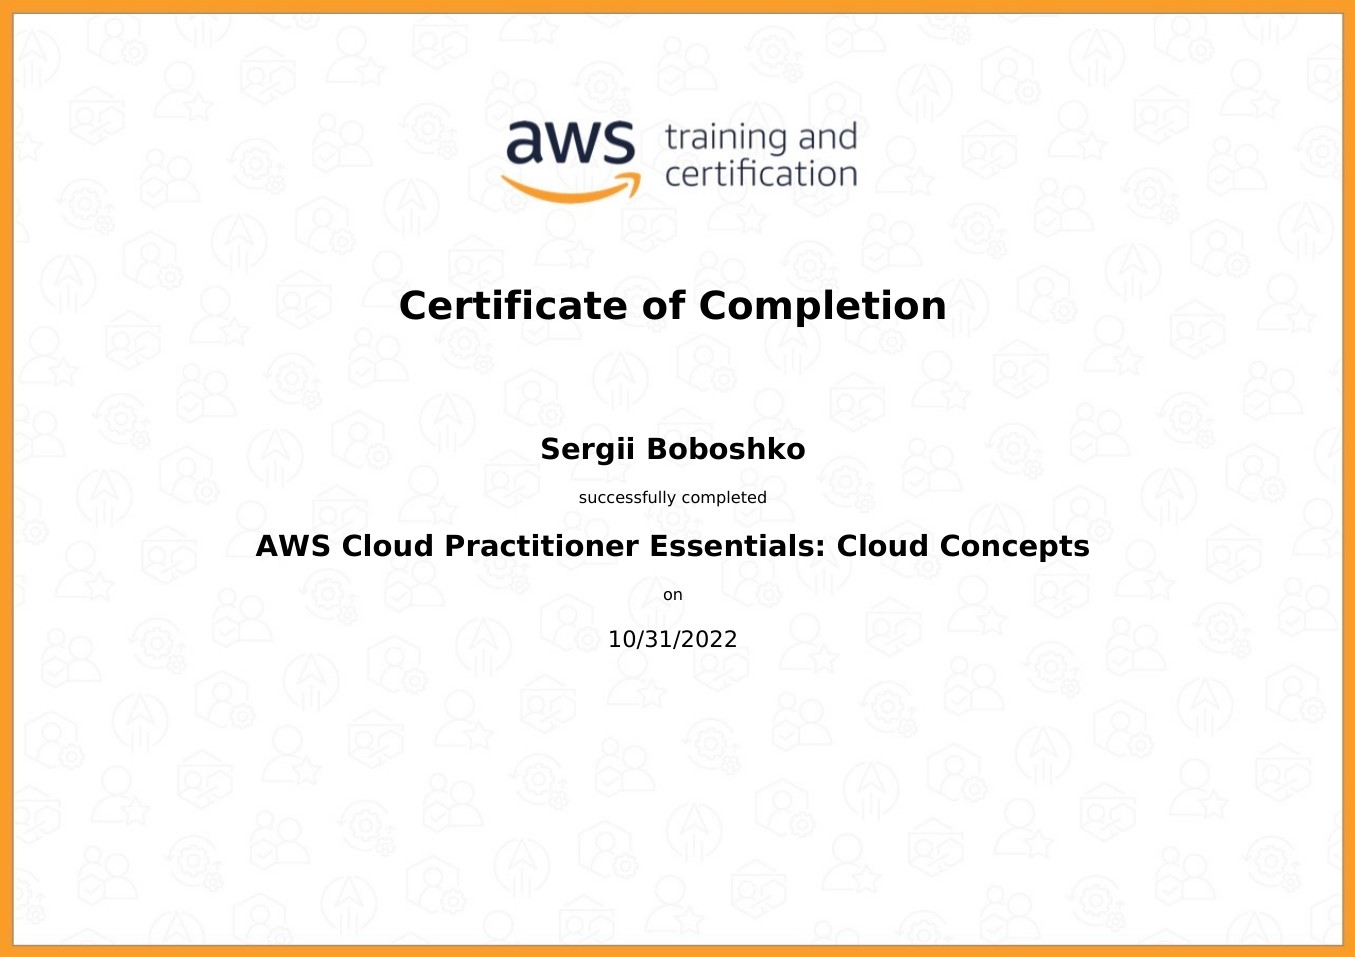 aws training and
certification
Certificate of Completion
Sergii Boboshko
successfully completed
AWS Cloud Practitioner Essentials: Cloud Concepts
on
10/31/2022